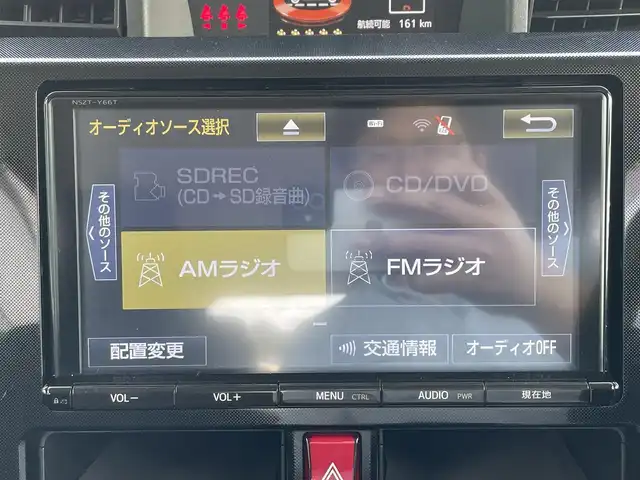 航続可能 161 km
NSZT-Y66T
オーディオソース選択
Wi-Fi
SDREC
(CD→SD録音曲)
CD/DVD
その他のソース
その他のソース
AMラジオ
FMラジオ
配置変更
交通情報
オーディオOFF
VOL−
VOL+
MENU CTRL
AUDIO PWR
現在地